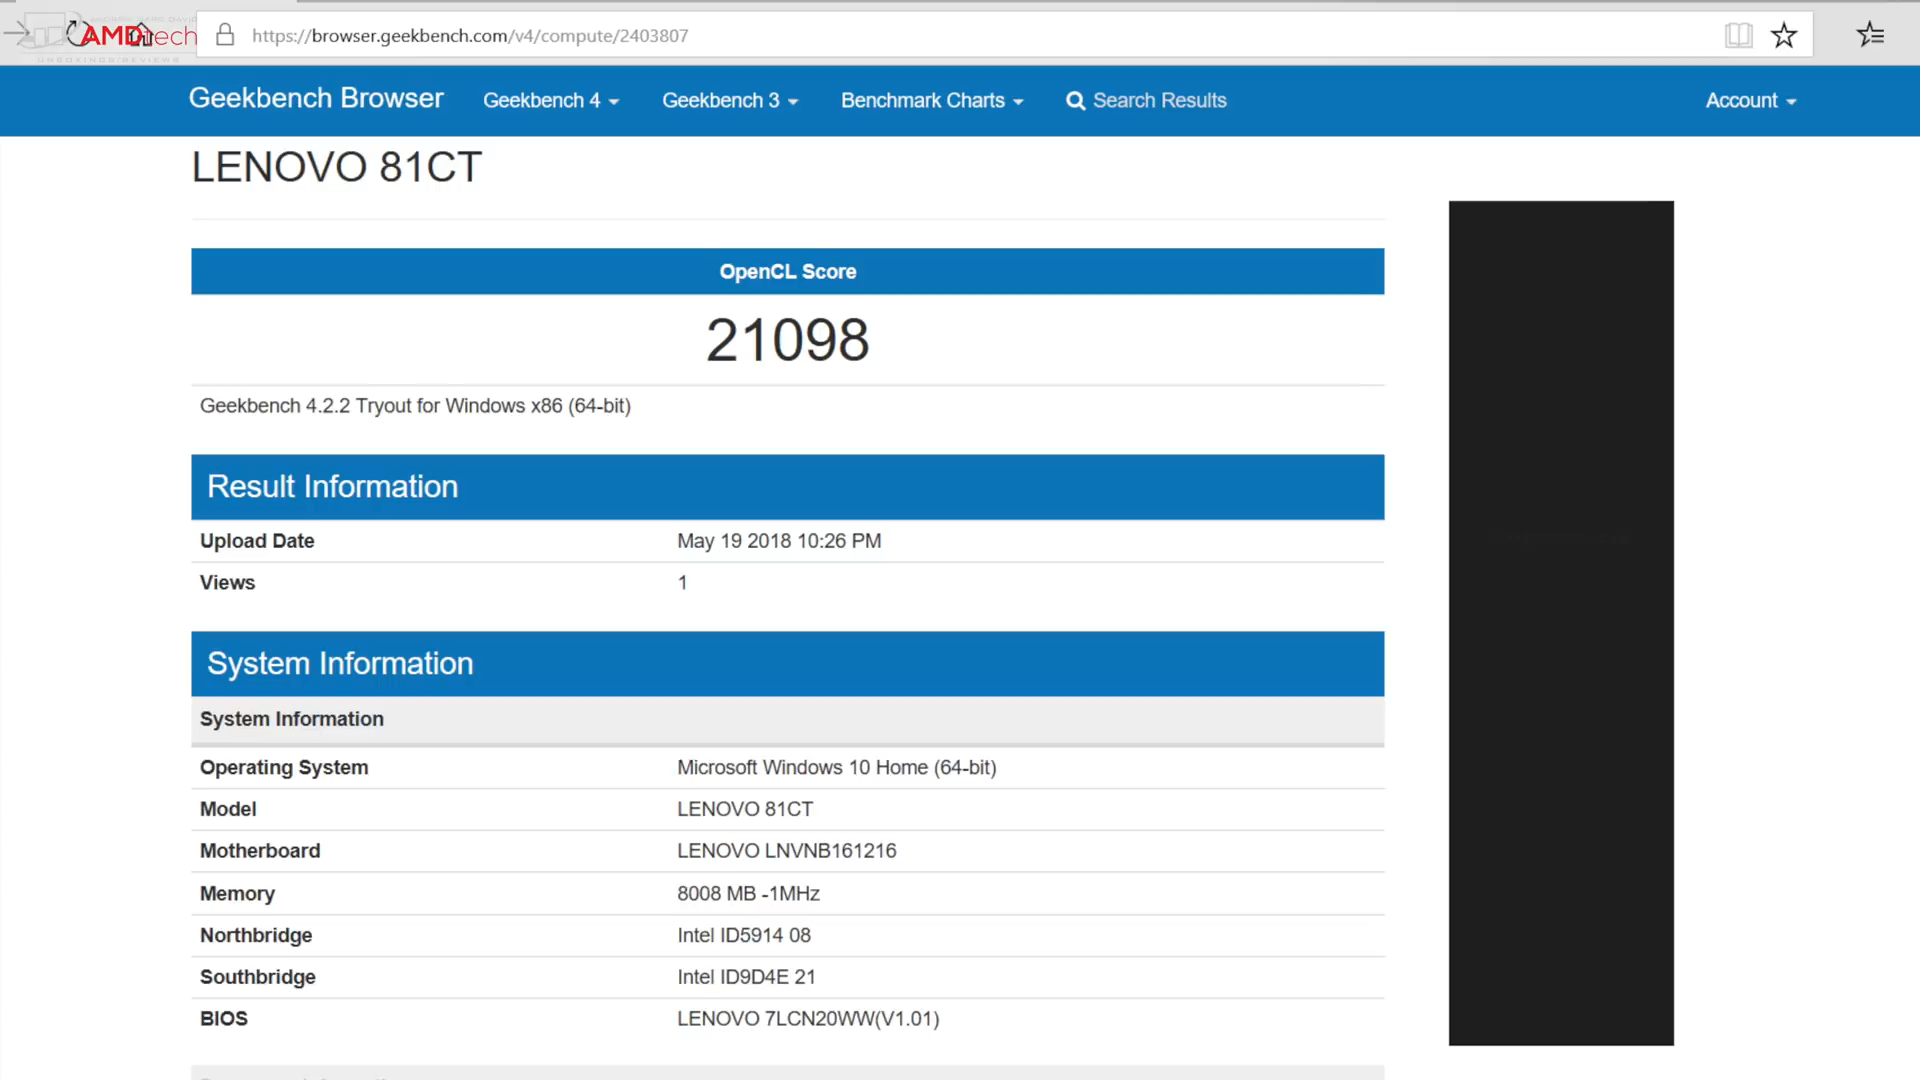 AMDtech
https://browser.geekbench.com/v4/compute/2403807
Geekbench Browser Geekbench 4 Geekbench 3 Benchmark Charts Search Results Account
LENOVO 81CT
OpenCL Score
21098
Geekbench 4.2.2 Tryout for Windows x86 (64-bit)
Result Information
Upload Date May 19 2018 10:26 PM
Views 1
System Information
System Information
Operating System Microsoft Windows 10 Home (64-bit)
Model LENOVO 81CT
Motherboard LENOVO LNVNB161216
Memory 8008 MB -1MHz
Northbridge Intel ID5914 08
Southbridge Intel ID9D4E 21
BIOS LENOVO 7LCN20WW(V1.01)